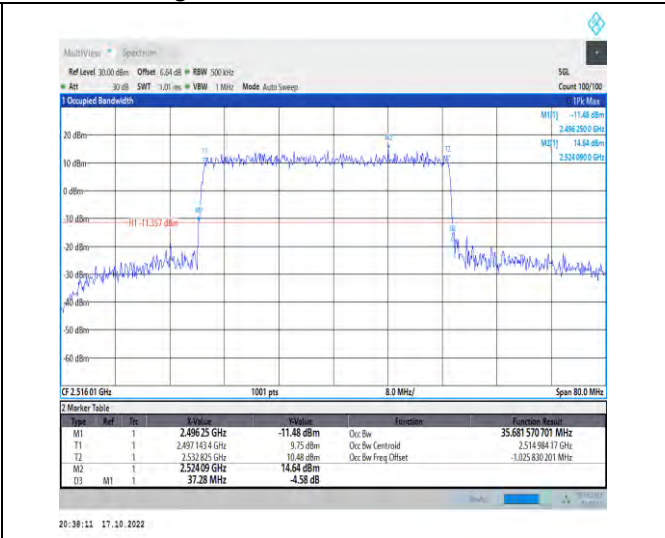 MultiView Spectrum
Ref Level 30.00 dBm Offset 6.64 dB RBW 500 kHz SGL
Att 30 dB SWT 1.01 ms VBW 1 MHz Mode Auto Sweep Count 100/100
1 Occupied Bandwidth 1Pk Max
M1[1] -11.48 dBm
2.496 250 0 GHz
M2[1] 14.64 dBm
2.524 090 0 GHz
20 dBm
M2
T1
T2
10 dBm
0 dBm
-10 dBm
H1 -11.357 dBm
-20 dBm
-30 dBm
-40 dBm
-50 dBm
-60 dBm
CF 2.516 01 GHz 1001 pts 8.0 MHz/ Span 80.0 MHz
2 Marker Table
Type Ref Trc X-Value Y-Value Function Function Result
M1 1 2.496 25 GHz -11.48 dBm Occ Bw 35.681 570 701 MHz
T1 1 2.497 143 4 GHz 9.75 dBm Occ Bw Centroid 2.514 984 17 GHz
T2 1 2.532 825 GHz 10.48 dBm Occ Bw Freq Offset -1.025 830 201 MHz
M2 1 2.524 09 GHz 14.64 dBm
D3 M1 1 37.28 MHz -4.58 dB
20:38:11 17.10.2022